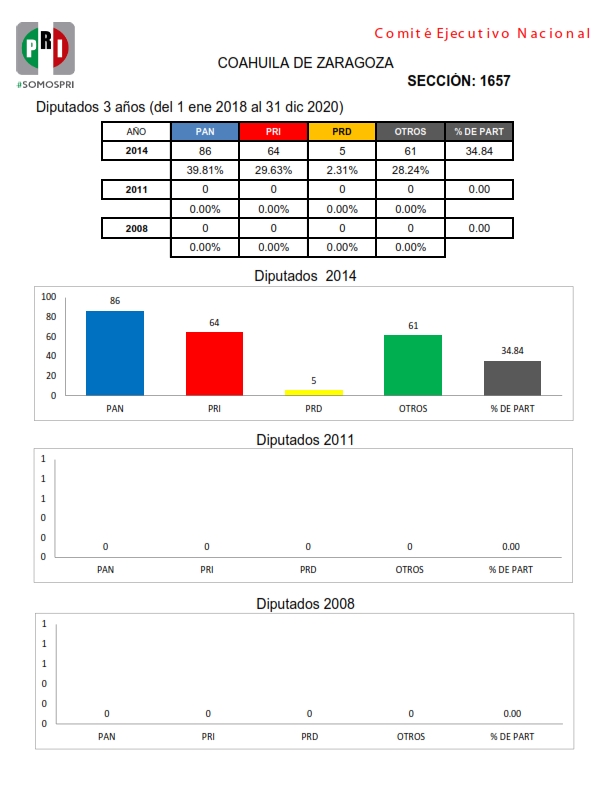 Comité Ejecutivo Nacional
PRI
#SOMOSPRI
COAHUILA DE ZARAGOZA
SECCIÓN: 1657
Diputados 3 años (del 1 ene 2018 al 31 dic 2020)
AÑO PAN PRI PRD OTROS % DE PART
2014 86 64 5 61 34.84
39.81% 29.63% 2.31% 28.24%
2011 0 0 0 0 0.00
0.00% 0.00% 0.00% 0.00%
2008 0 0 0 0 0.00
0.00% 0.00% 0.00% 0.00%
Diputados 2014
100
80
60
40
20
0
86 64 5 61 34.84
PAN PRI PRD OTROS % DE PART
Diputados 2011
1
1
1
0
0
0
0 0 0 0 0.00
PAN PRI PRD OTROS % DE PART
Diputados 2008
1
1
1
0
0
0
0 0 0 0 0.00
PAN PRI PRD OTROS % DE PART